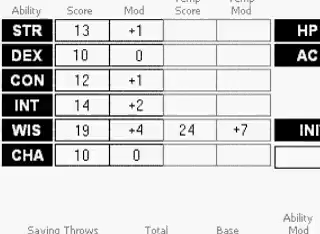 Ability Score Mod Temp Score Temp Mod
STR 13 +1 HP
DEX 10 0 AC
CON 12 +1
INT 14 +2
WIS 19 +4 24 +7 INI
CHA 10 0
Ability Mod
Saving Throws Total Base